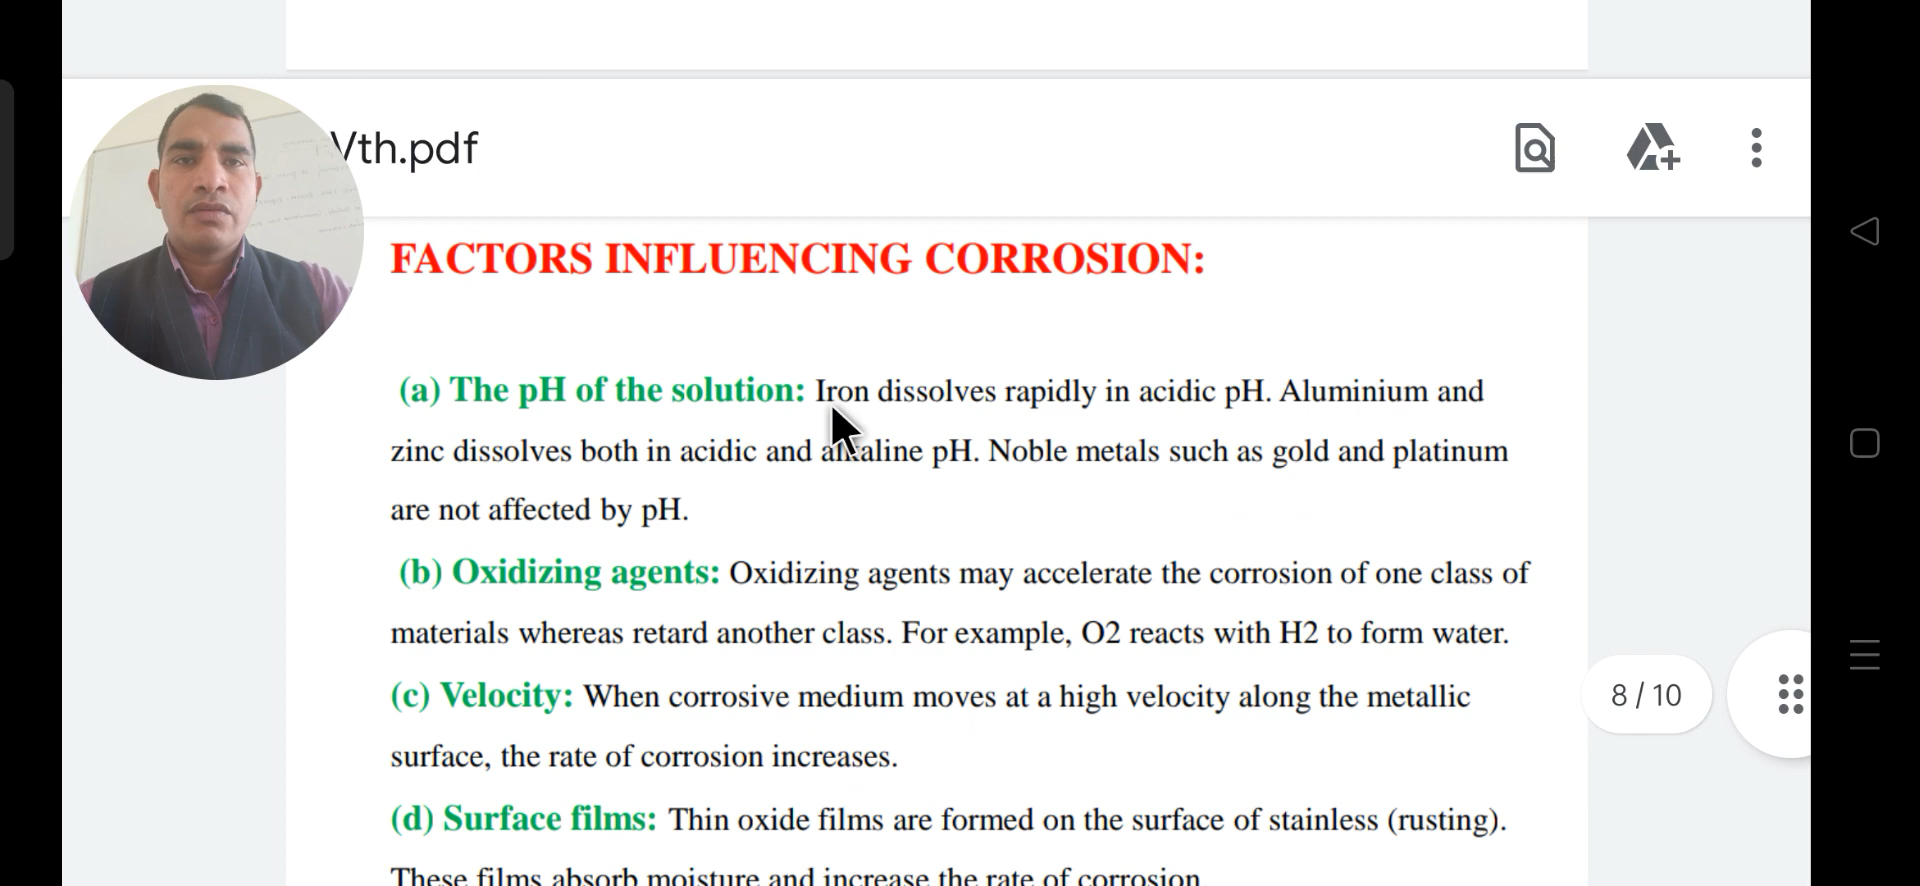 Vth.pdf
FACTORS INFLUENCING CORROSION:
(a) The pH of the solution: Iron dissolves rapidly in acidic pH. Aluminium and
zinc dissolves both in acidic and alkaline pH. Noble metals such as gold and platinum
are not affected by pH.
(b) Oxidizing agents: Oxidizing agents may accelerate the corrosion of one class of
materials whereas retard another class. For example, O2 reacts with H2 to form water.
(c) Velocity: When corrosive medium moves at a high velocity along the metallic
surface, the rate of corrosion increases.
8 / 10
(d) Surface films: Thin oxide films are formed on the surface of stainless (rusting).
These films absorb moisture and increase the rate of corrosion.